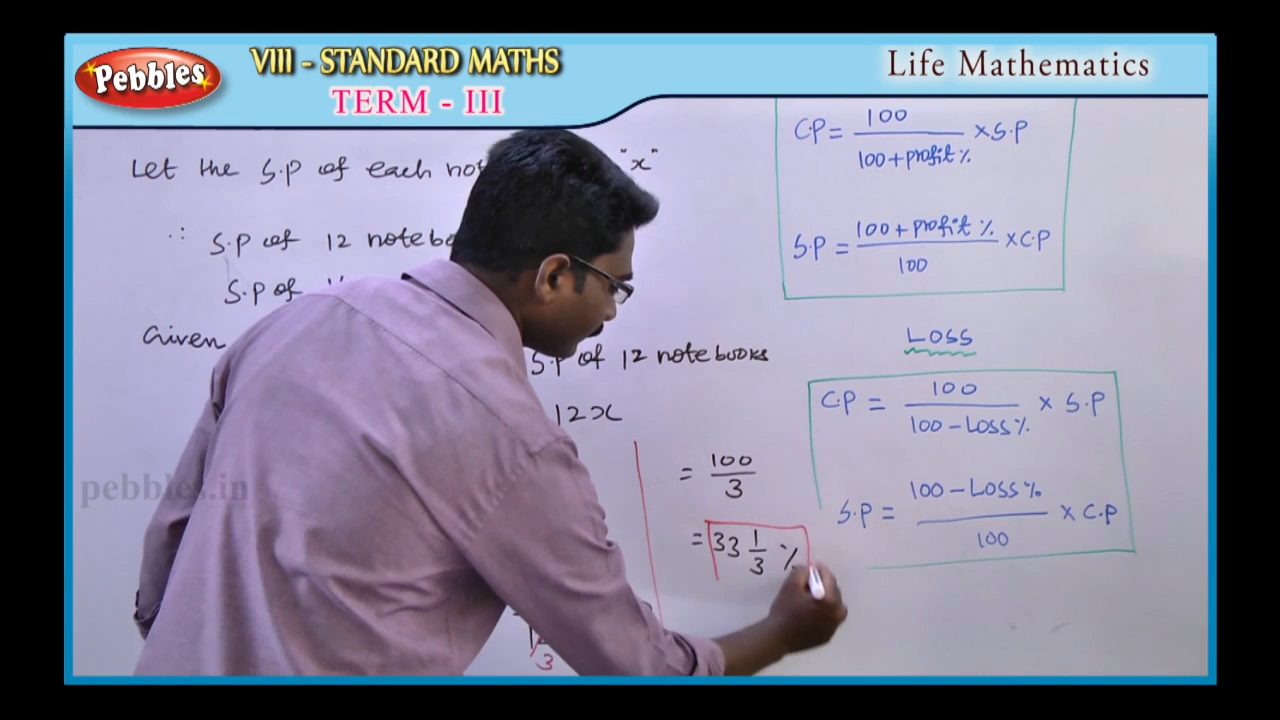 Pebbles
VIII - STANDARD MATHS
TERM - III
Life Mathematics
Let the S.P of each "x"
∴ S.P of 12
S.P of
Given S.P of 12 notebooks
12x
= 100/3
= 33 1/3 %
C.P = 100/100+profit% × S.P
S.P = 100+profit%/100 × C.P
Loss
C.P = 100/100-Loss% × S.P
S.P = 100-Loss%/100 × C.P
3
pebbles.in